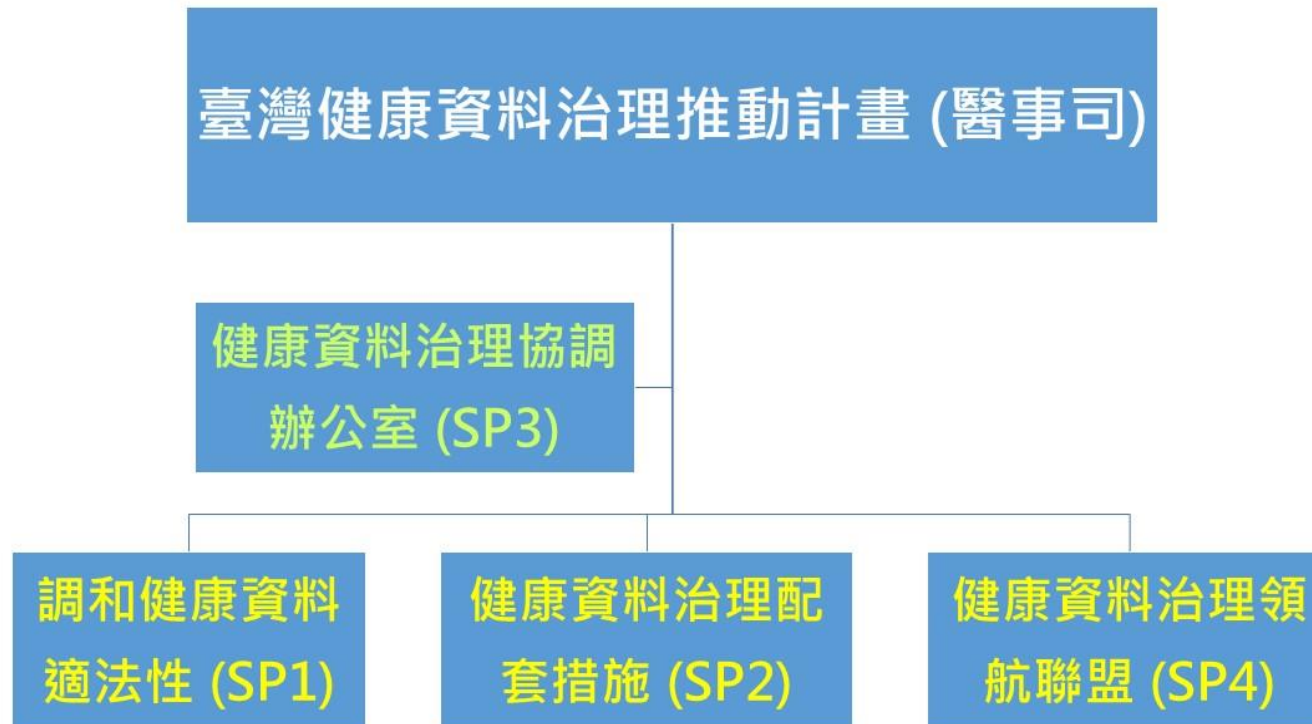 臺灣健康資料治理推動計畫 (醫事司)
健康資料治理協調
辦公室 (SP3)
調和健康資料
適法性 (SP1)
健康資料治理配
套措施 (SP2)
健康資料治理領
航聯盟 (SP4)